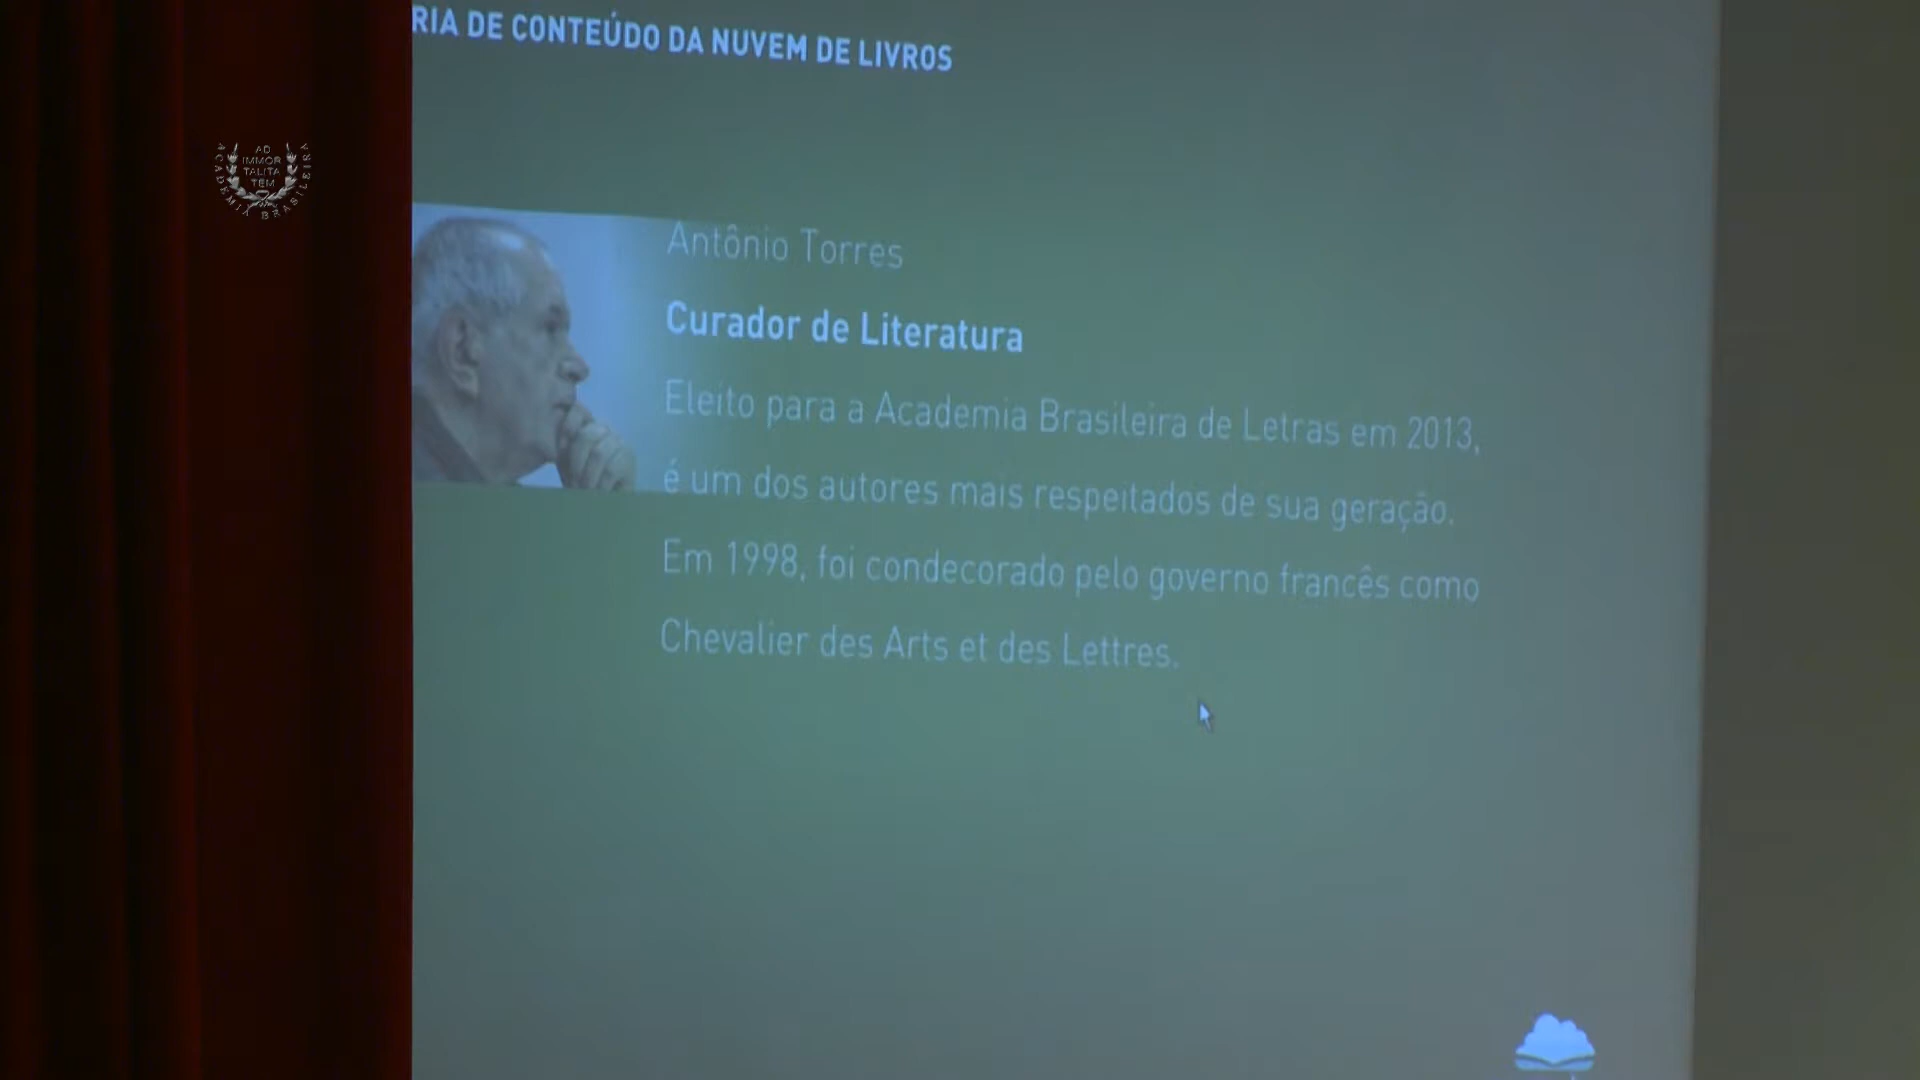 RIA DE CONTEÚDO DA NUVEM DE LIVROS
AD
IMMOR
TALITA
TEM
ACADEMIA BRASILEISA
Antônio Torres
Curador de Literatura
Eleito para a Academia Brasileira de Letras em 2013,
é um dos autores mais respeitados de sua geração.
Em 1998, foi condecorado pelo governo francês como
Chevalier des Arts et des Lettres.